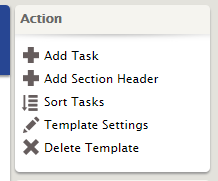 Action
Add Task
Add Section Header
Sort Tasks
Template Settings
Delete Template